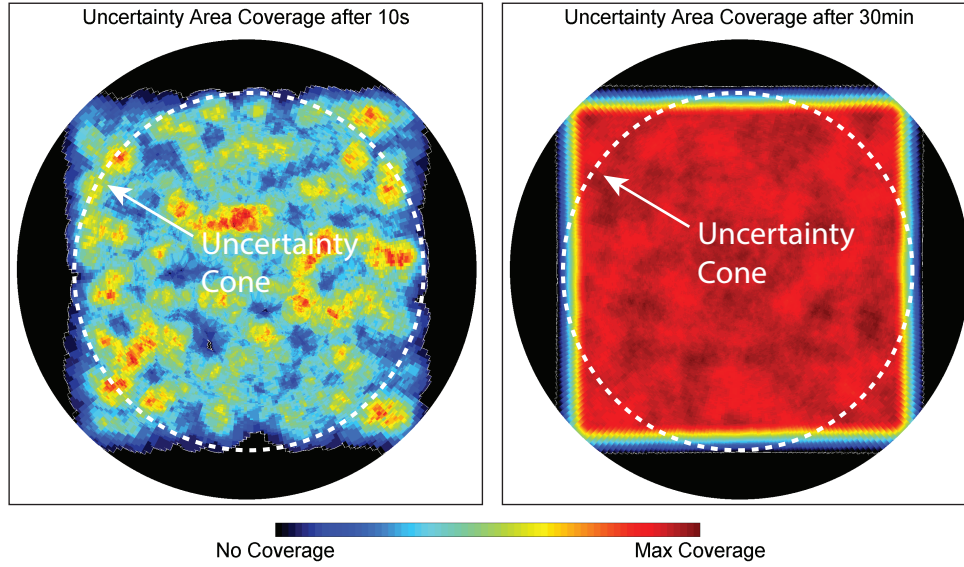 Uncertainty Area Coverage after 10s
Uncertainty Area Coverage after 30min
Uncertainty
Cone
Uncertainty
Cone
No Coverage
Max Coverage